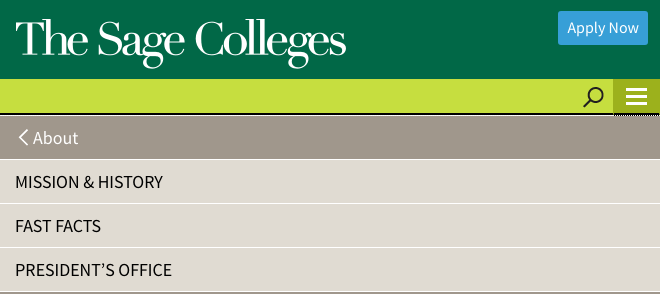 The Sage Colleges
Apply Now
About
MISSION & HISTORY
FAST FACTS
PRESIDENT’S OFFICE